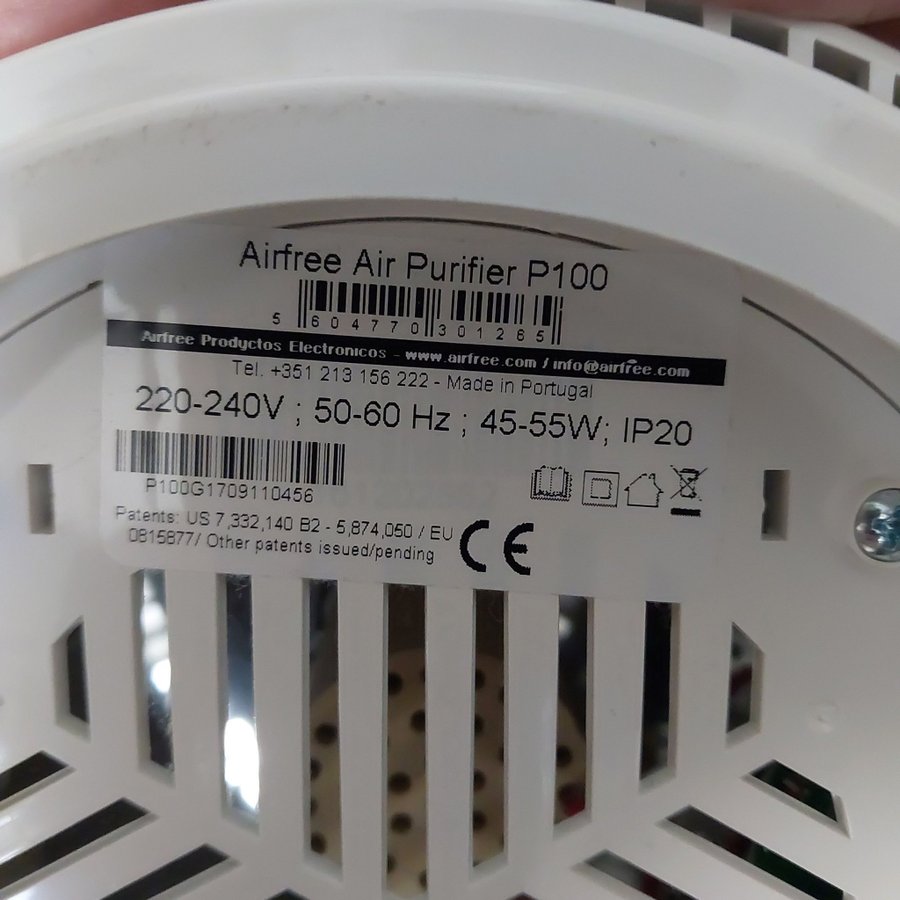 Airfree Air Purifier P100
5 604770 301265
Airfree Productos Electronicos - www.airfree.com / info@airfree.com
Tel. +351 213 156 222 - Made in Portugal
220-240V ; 50-60 Hz ; 45-55W; IP20
P100G1709110456
Patents: US 7,332,140 B2 - 5,874,050 / EU
0815877/ Other patents issued/pending
CE